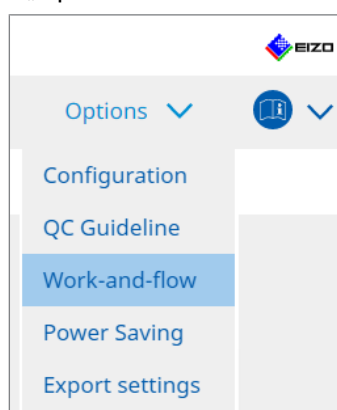 EIZO
Options
Configuration
QC Guideline
Work-and-flow
Power Saving
Export settings